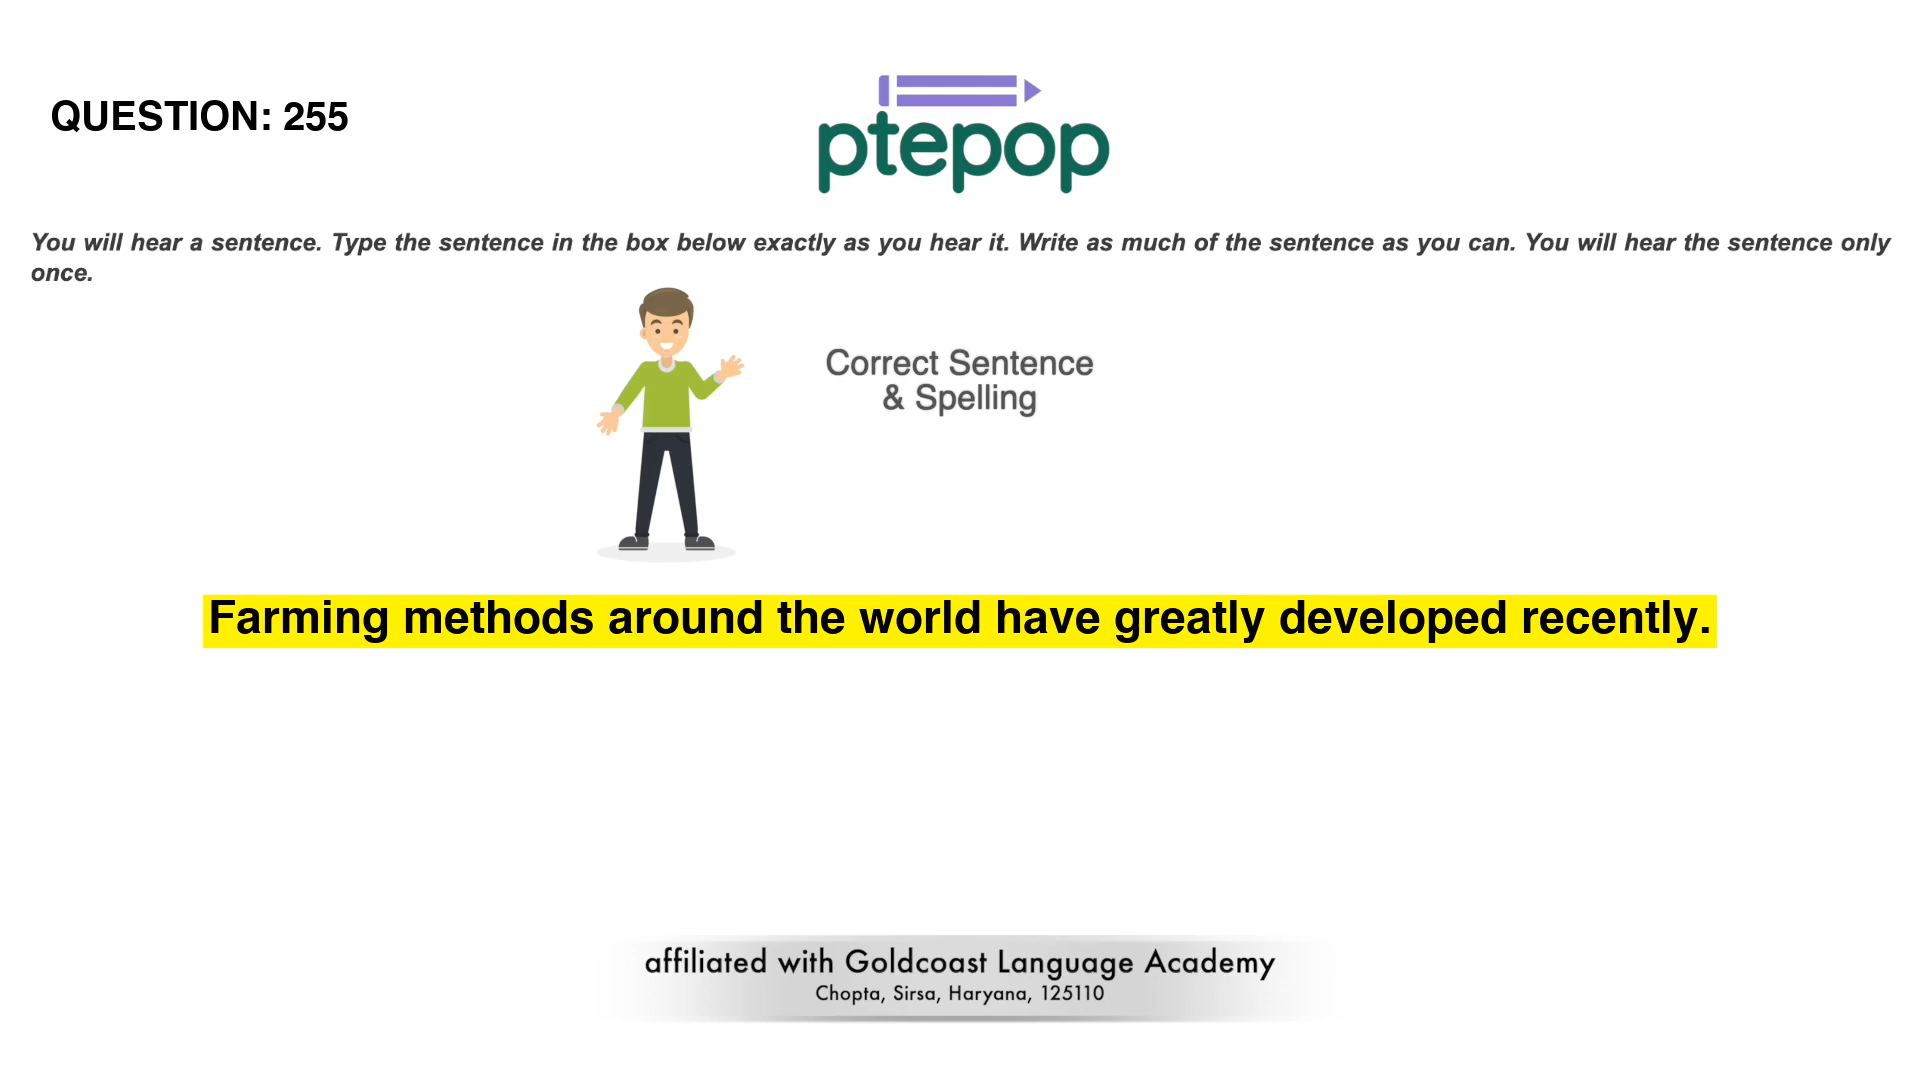 QUESTION: 255
ptepop
You will hear a sentence. Type the sentence in the box below exactly as you hear it. Write as much of the sentence as you can. You will hear the sentence only
once.
Correct Sentence
& Spelling
Farming methods around the world have greatly developed recently.
affiliated with Goldcoast Language Academy
Chopta, Sirsa, Haryana, 125110